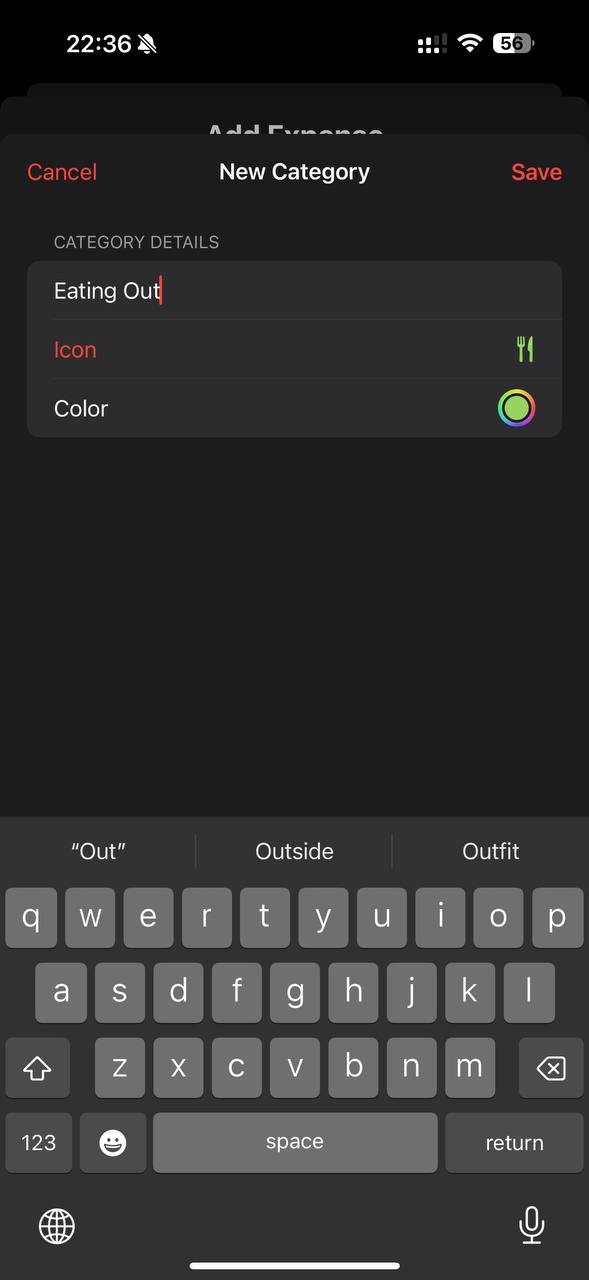 22:36
56
Add Expense
Cancel
New Category
Save
CATEGORY DETAILS
Eating Out
Icon
Color
“Out”
Outside
Outfit
q w e r t y u i o p
a s d f g h j k l
z x c v b n m
123
space
return